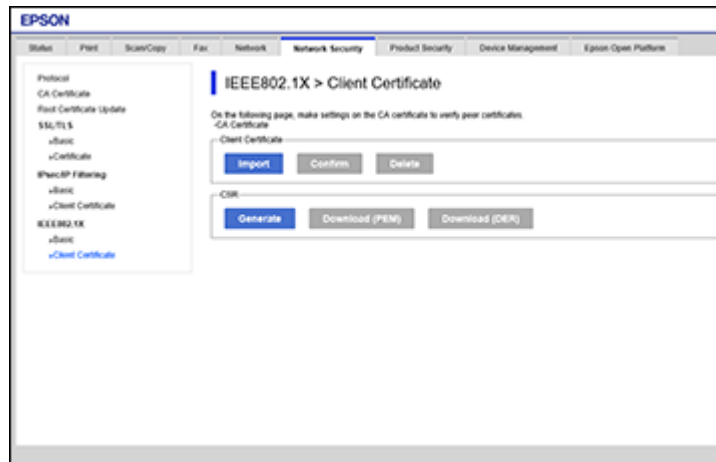 EPSON
Status Print Scan/Copy Fax Network Network Security Product Security Device Management Epson Open Platform
Protocol
CA Certificate
Root Certificate Update
SSL/TLS
»Basic
»Certificate
IPsec/IP Filtering
»Basic
»Client Certificate
IEEE802.1X
»Basic
»Client Certificate
IEEE802.1X > Client Certificate
On the following page, make settings on the CA certificate to verify peer certificates.
-CA Certificate
Client Certificate
Import Confirm Delete
CSR
Generate Download (PEM) Download (DER)